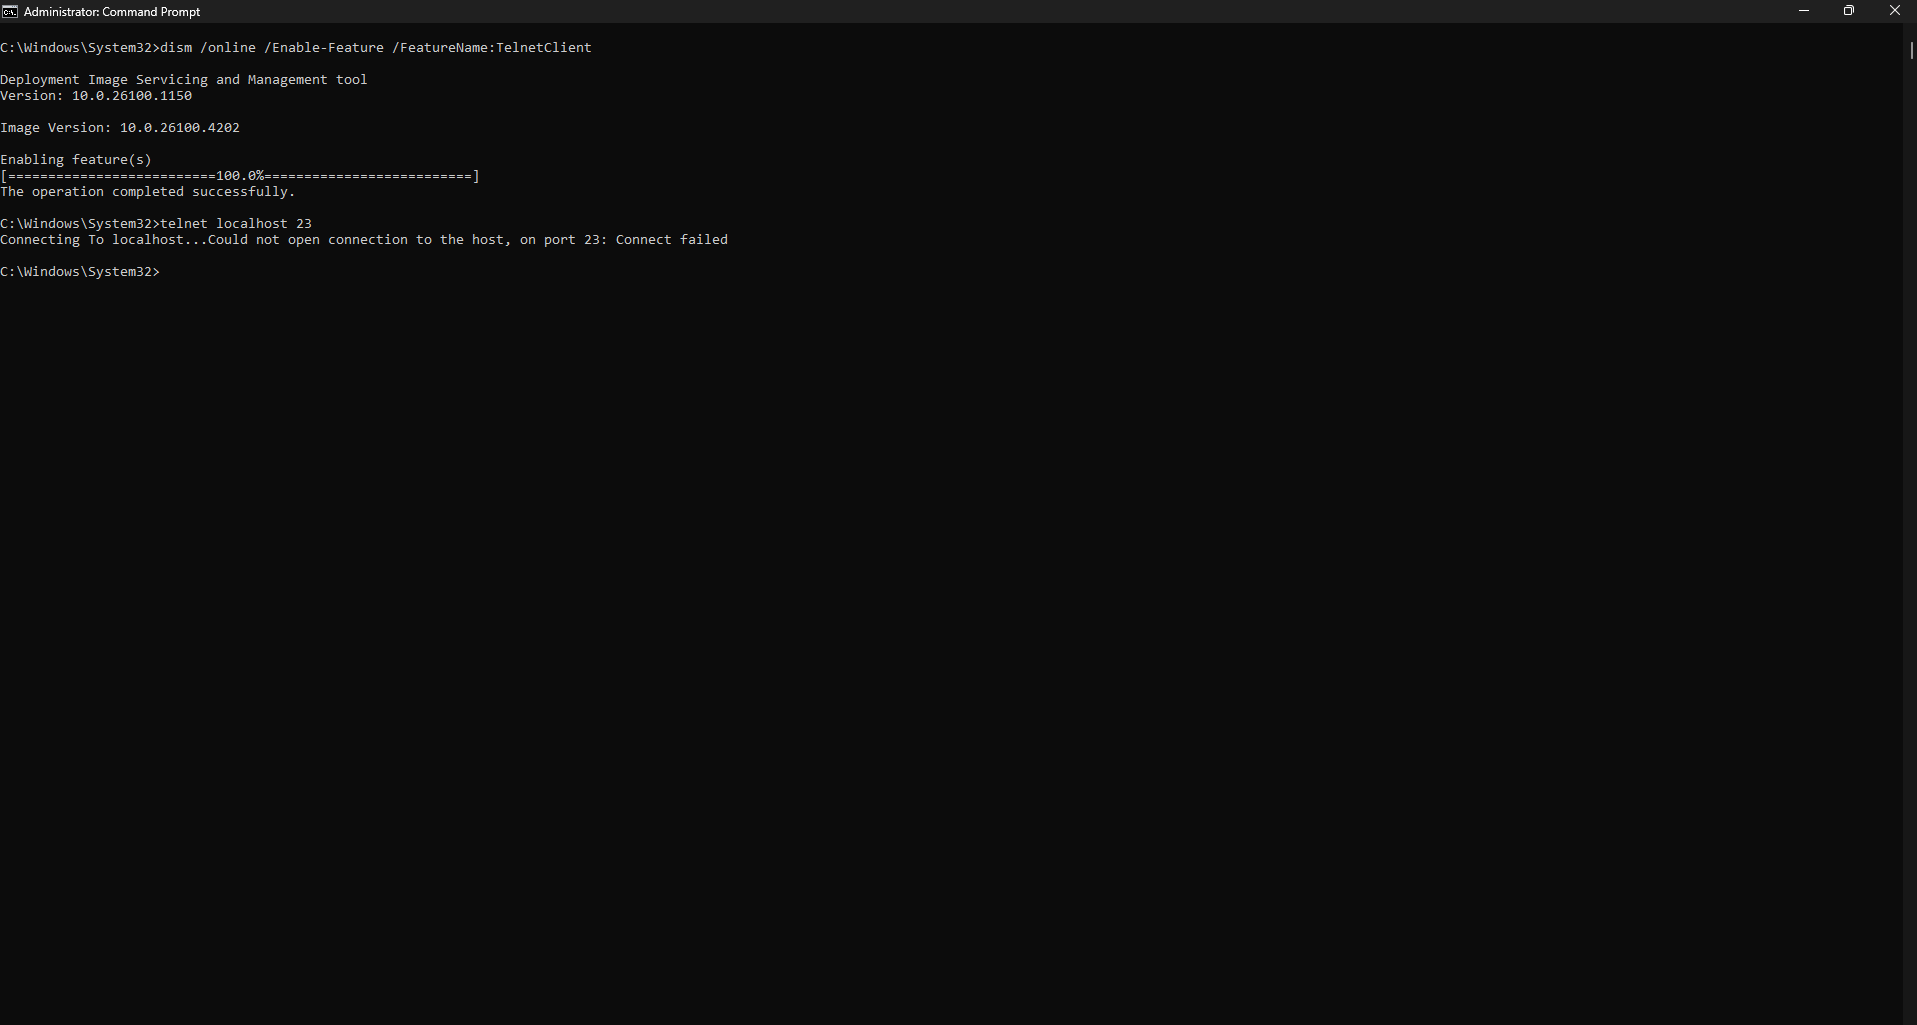 Administrator: Command Prompt
C:\Windows\System32>dism /online /Enable-Feature /FeatureName:TelnetClient
Deployment Image Servicing and Management tool
Version: 10.0.26100.1150
Image Version: 10.0.26100.4202
Enabling feature(s)
[==========================100.0%==========================]
The operation completed successfully.
C:\Windows\System32>telnet localhost 23
Connecting To localhost...Could not open connection to the host, on port 23: Connect failed
C:\Windows\System32>